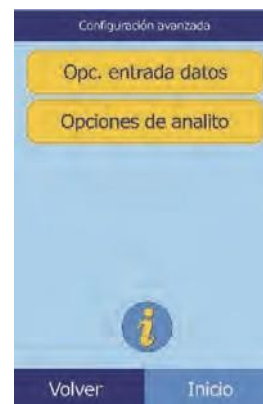 Configuración avanzada
Opc. entrada datos
Opciones de analito
i
Volver Inicio